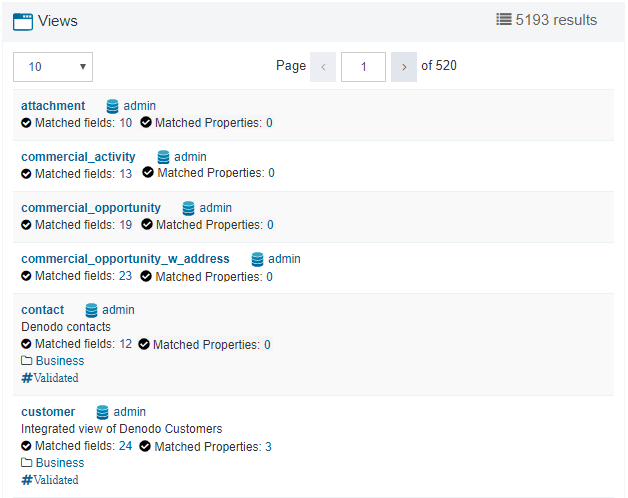 Views 5193 results
10 Page < 1 > of 520
attachment admin
Matched fields: 10 Matched Properties: 0
commercial_activity admin
Matched fields: 13 Matched Properties: 0
commercial_opportunity admin
Matched fields: 19 Matched Properties: 0
commercial_opportunity_w_address admin
Matched fields: 23 Matched Properties: 0
contact admin
Denodo contacts
Matched fields: 12 Matched Properties: 0
Business
#Validated
customer admin
Integrated view of Denodo Customers
Matched fields: 24 Matched Properties: 3
Business
#Validated